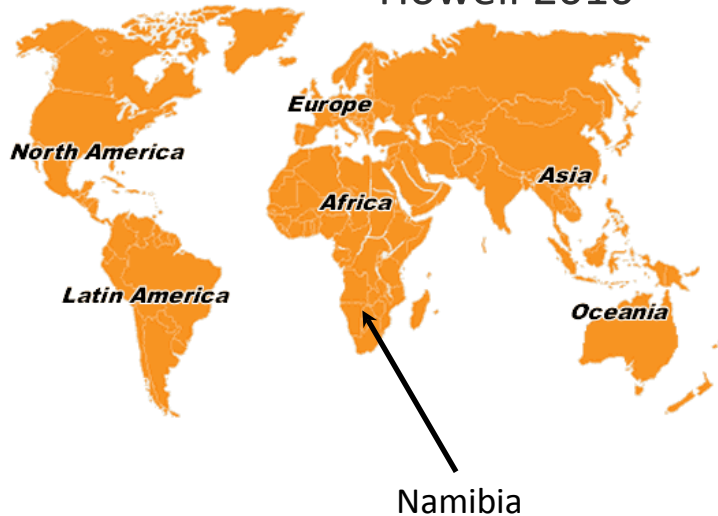 Europe
North America
Asia
Africa
Latin America
Oceania
Namibia